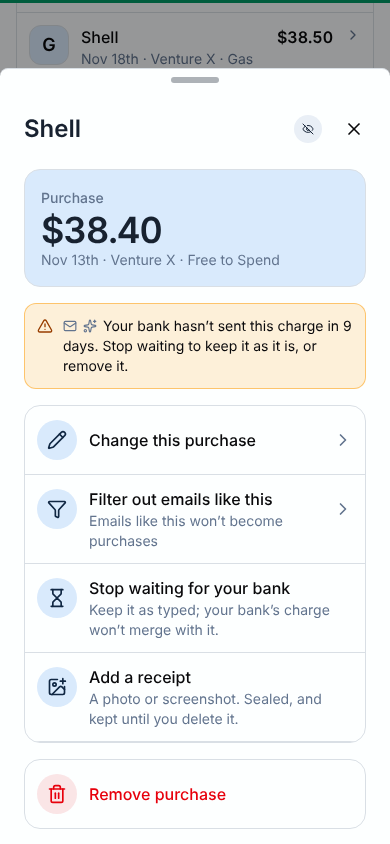 G
Shell
$38.50
Nov 18th · Venture X · Gas
Shell
Purchase
$38.40
Nov 13th · Venture X · Free to Spend
Your bank hasn’t sent this charge in 9
days. Stop waiting to keep it as it is, or
remove it.
Change this purchase
Filter out emails like this
Emails like this won’t become
purchases
Stop waiting for your bank
Keep it as typed; your bank’s charge
won’t merge with it.
Add a receipt
A photo or screenshot. Sealed, and
kept until you delete it.
Remove purchase